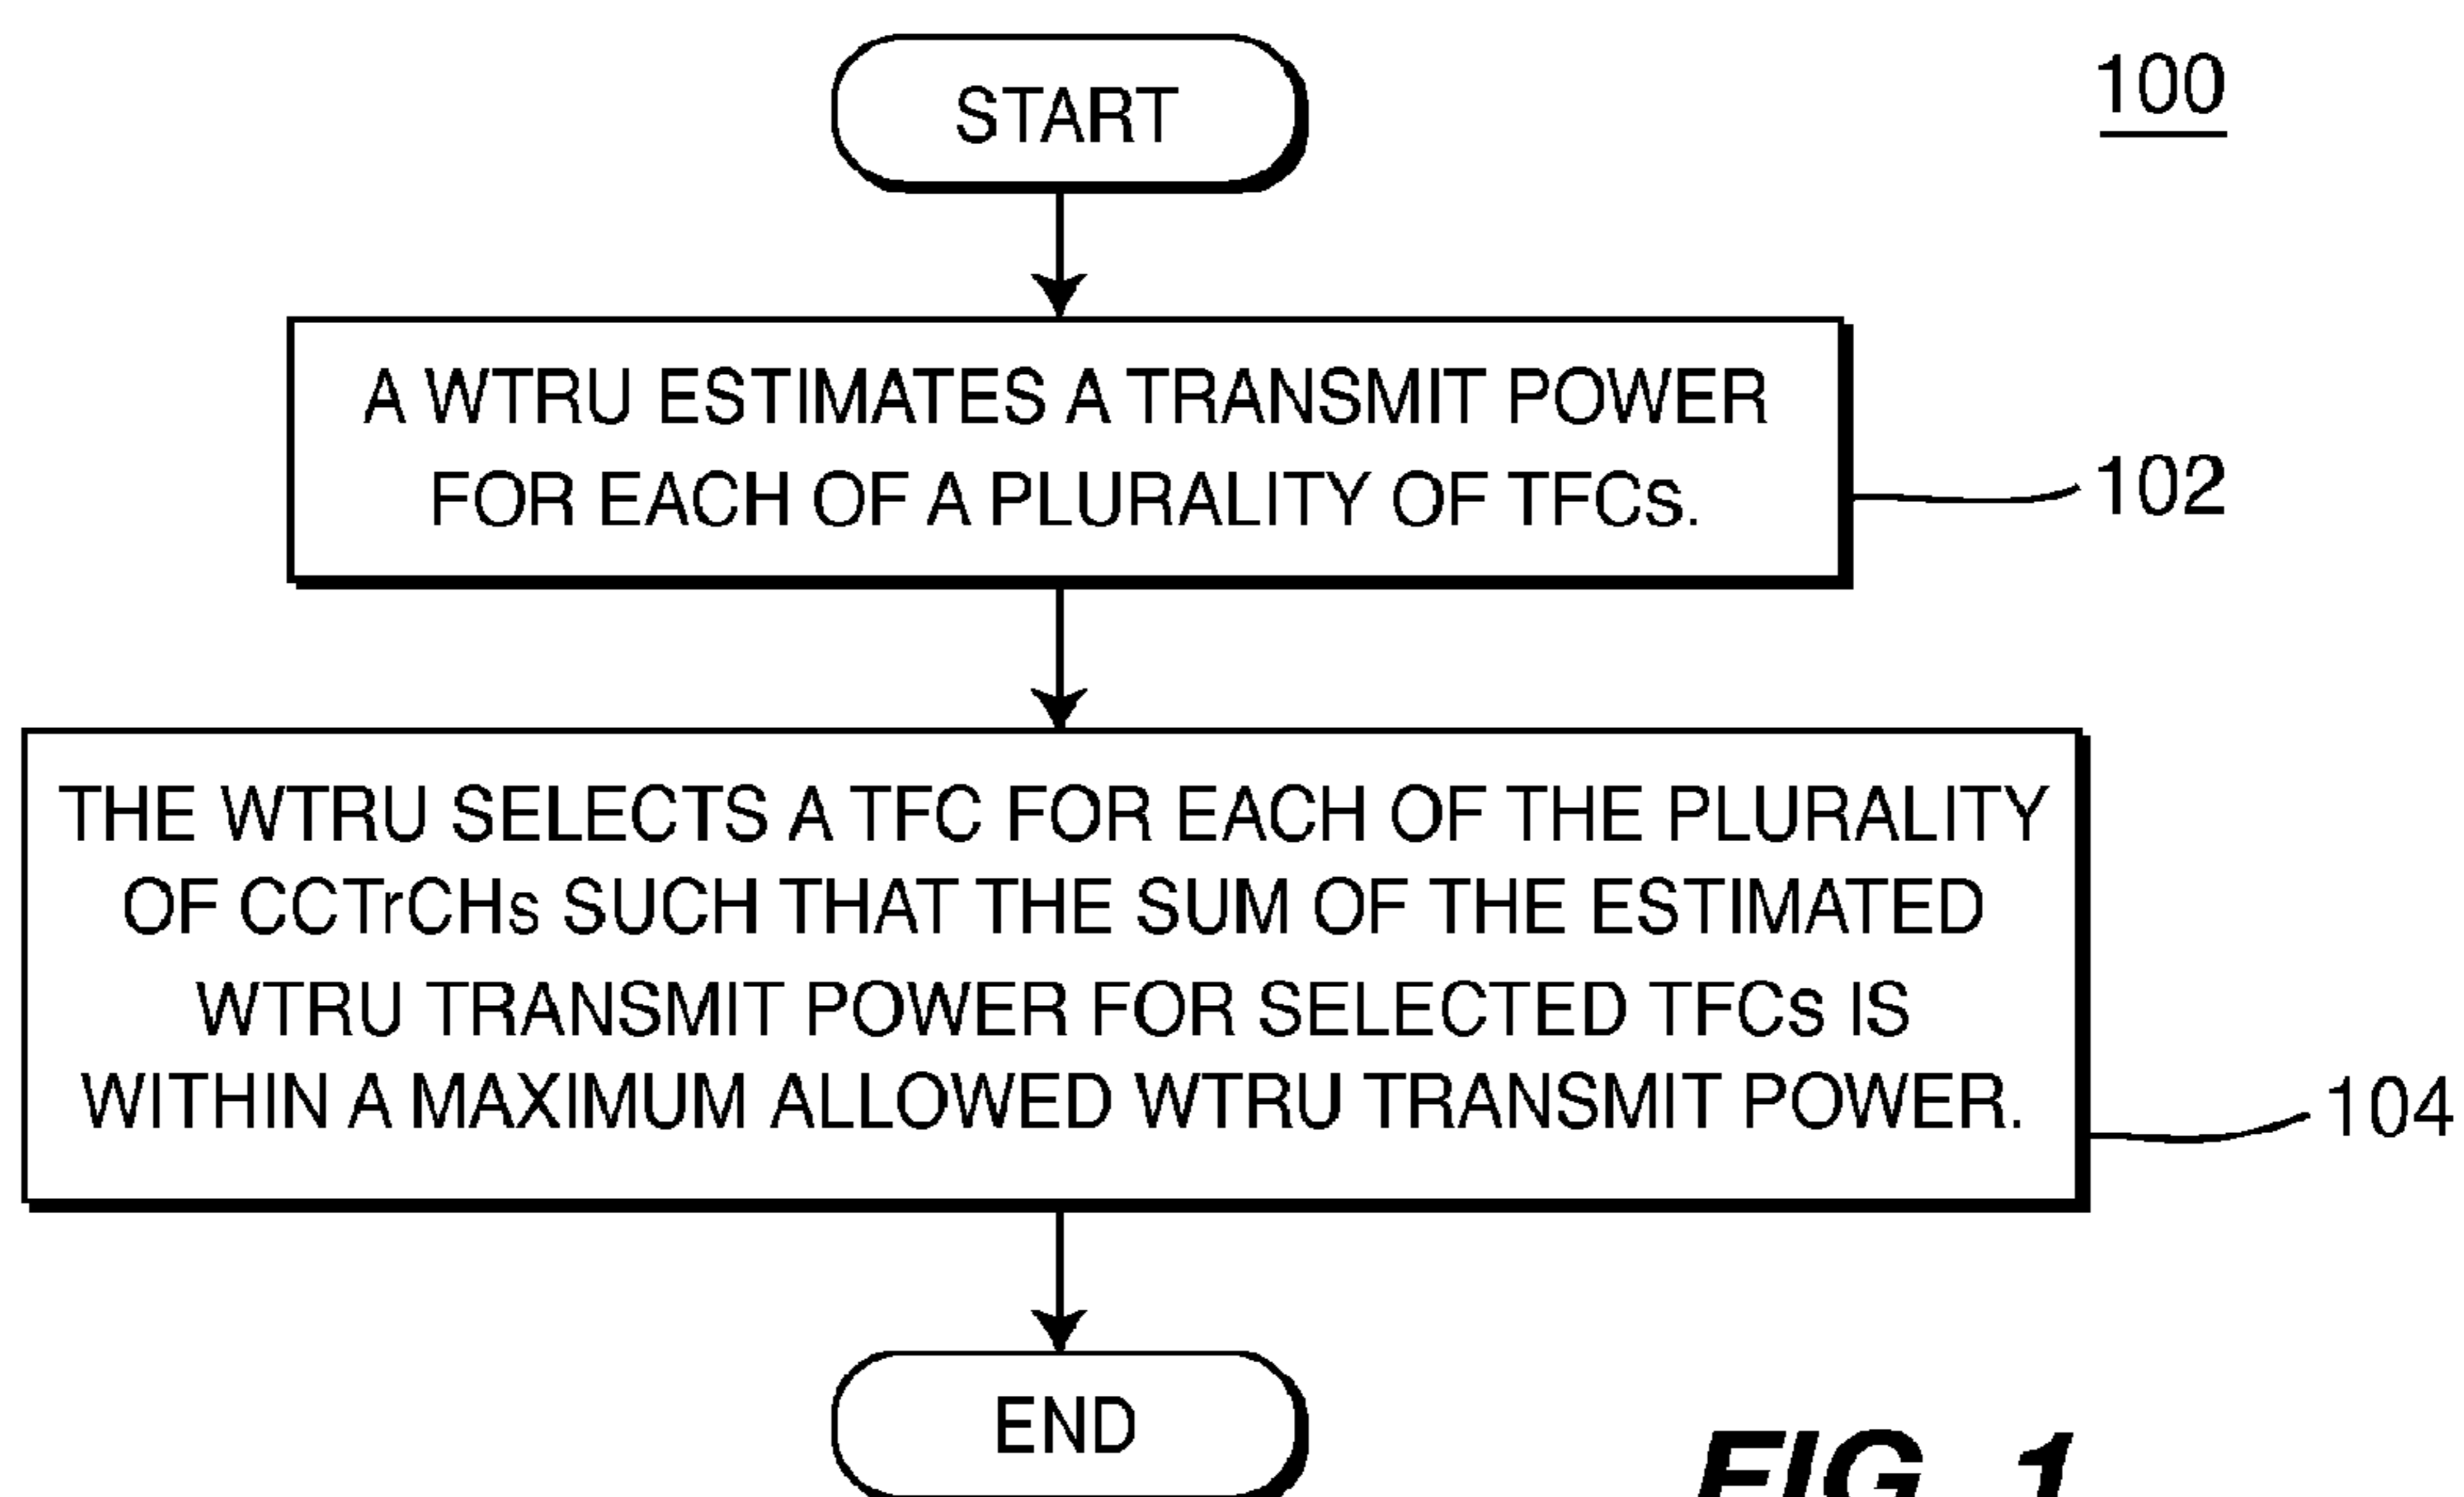 START
100
A WTRU ESTIMATES A TRANSMIT POWER
FOR EACH OF A PLURALITY OF TFCs.
102
THE WTRU SELECTS A TFC FOR EACH OF THE PLURALITY
OF CCTrCHs SUCH THAT THE SUM OF THE ESTIMATED
WTRU TRANSMIT POWER FOR SELECTED TFCs IS
WITHIN A MAXIMUM ALLOWED WTRU TRANSMIT POWER.
104
END
FIG. 1